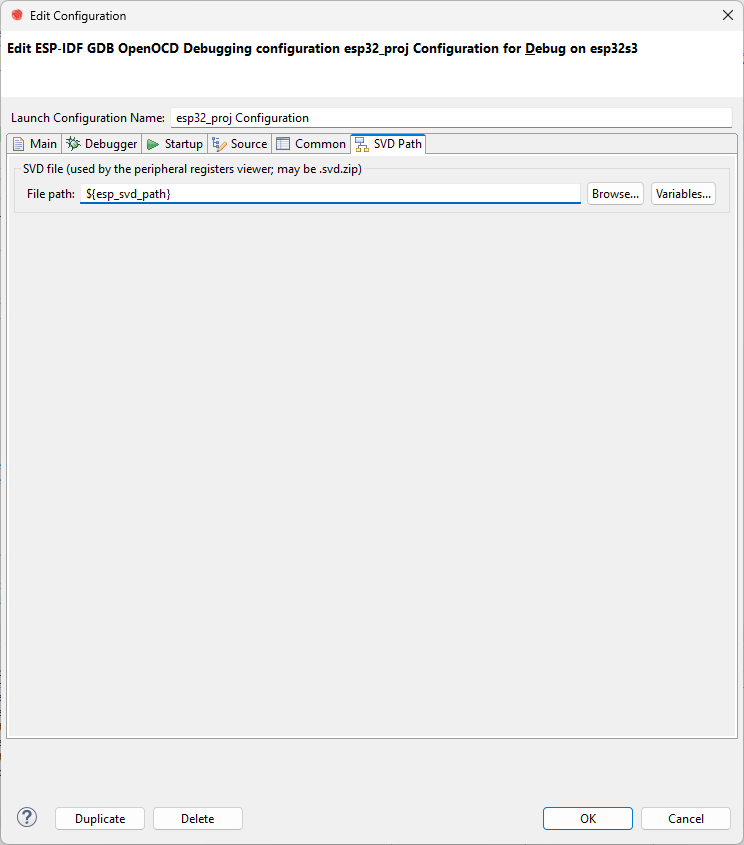 Edit Configuration
Edit ESP-IDF GDB OpenOCD Debugging configuration esp32_proj Configuration for Debug on esp32s3
Launch Configuration Name: esp32_proj Configuration
Main Debugger Startup Source Common SVD Path
SVD file (used by the peripheral registers viewer; may be .svd.zip)
File path: ${esp_svd_path} Browse... Variables...
? Duplicate Delete OK Cancel